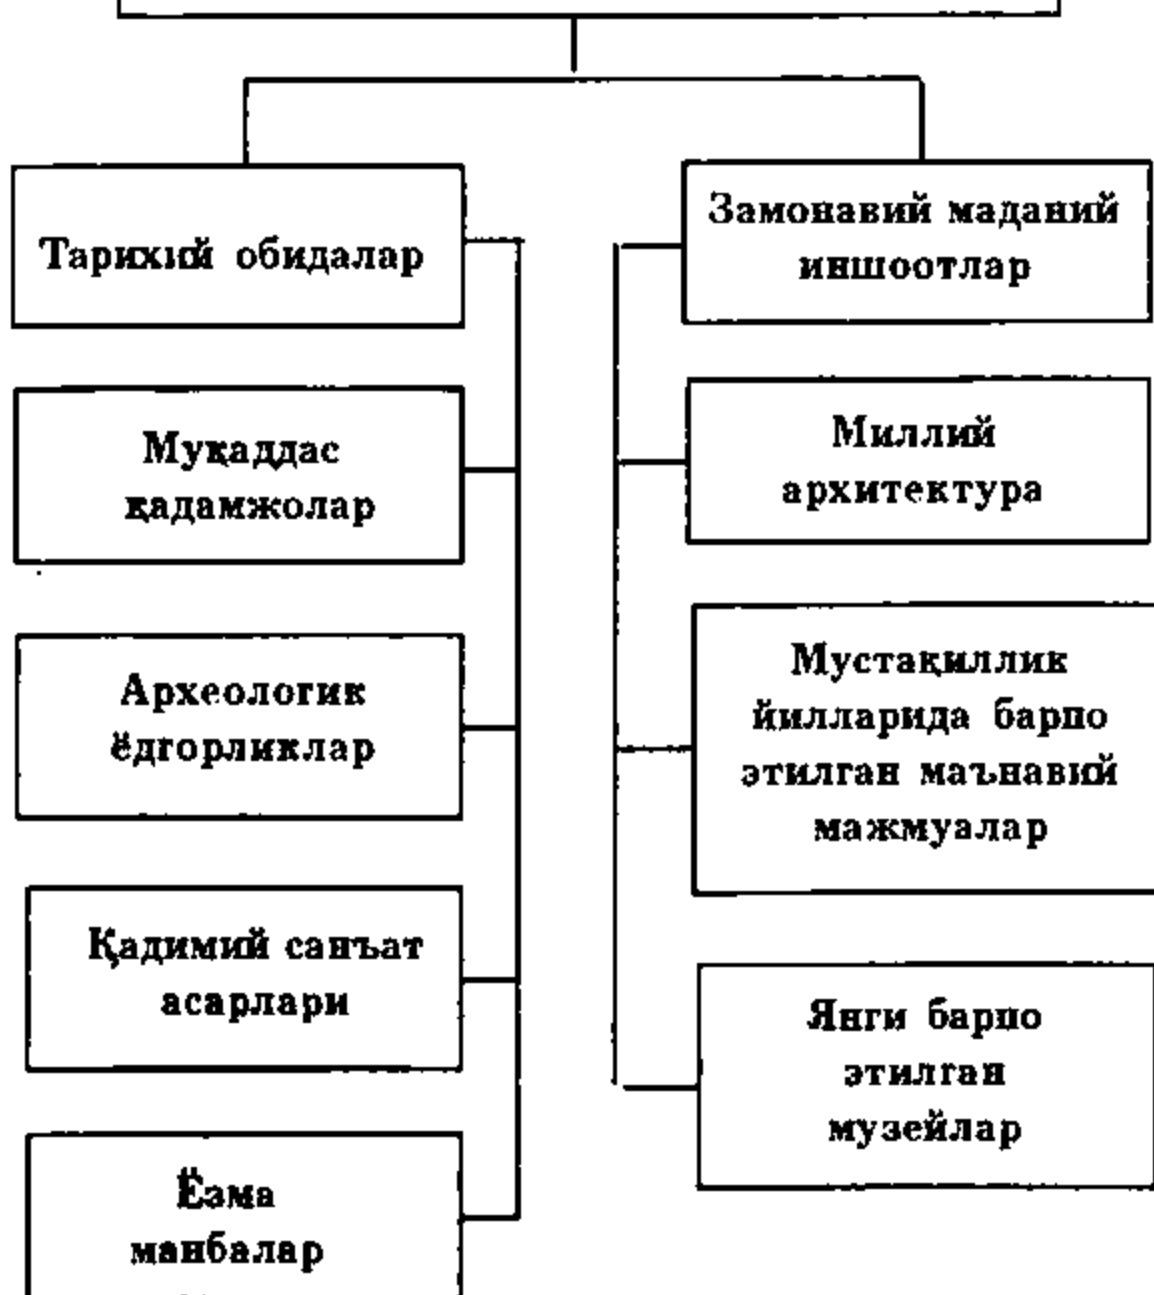 Тарихий обидалар
Муқаддас
қадамжолар
Археологик
ёдгорликлар
Қадимий санъат
асарлари
Ёзма
манбалар
Замонавий маданий
иншоотлар
Миллий
архитектура
Мустақиллик
йилларида барпо
этилган маънавий
мажмуалар
Янги барпо
этилган
музейлар